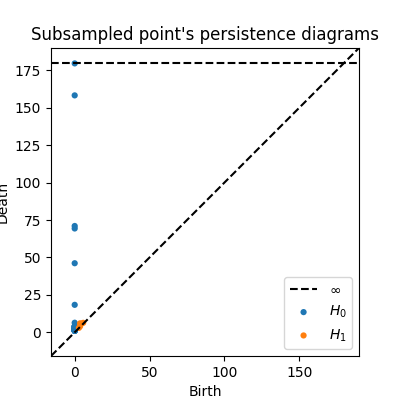 Subsampled point's persistence diagrams
175
150
125
100
75
50
25
0
Death
0 50 100 150
Birth
∞
H₀
H₁